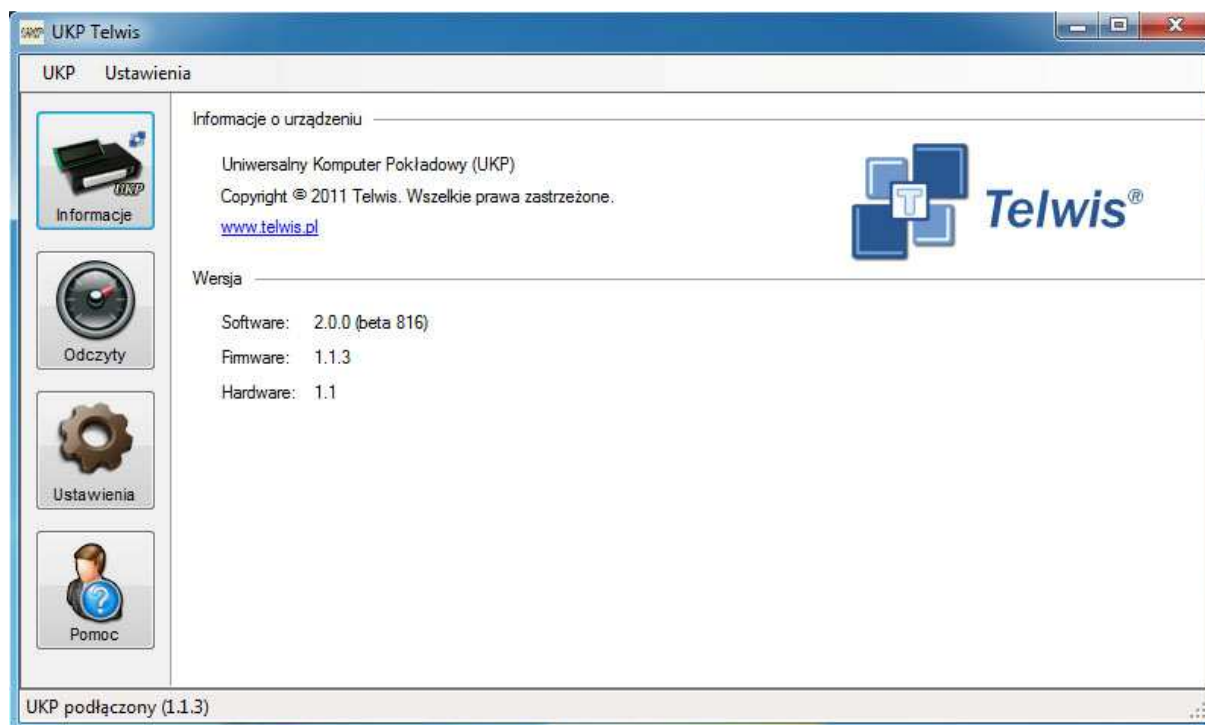 UKP Telwis
UKP Ustawienia
Informacje o urządzeniu
Uniwersalny Komputer Pokładowy (UKP)
Copyright © 2011 Telwis. Wszelkie prawa zastrzeżone.
www.telwis.pl
T Telwis®
Wersja
Software: 2.0.0 (beta 816)
Firmware: 1.1.3
Hardware: 1.1
UKP
Informacje
Odczyty
Ustawienia
Pomoc
UKP podłączony (1.1.3)